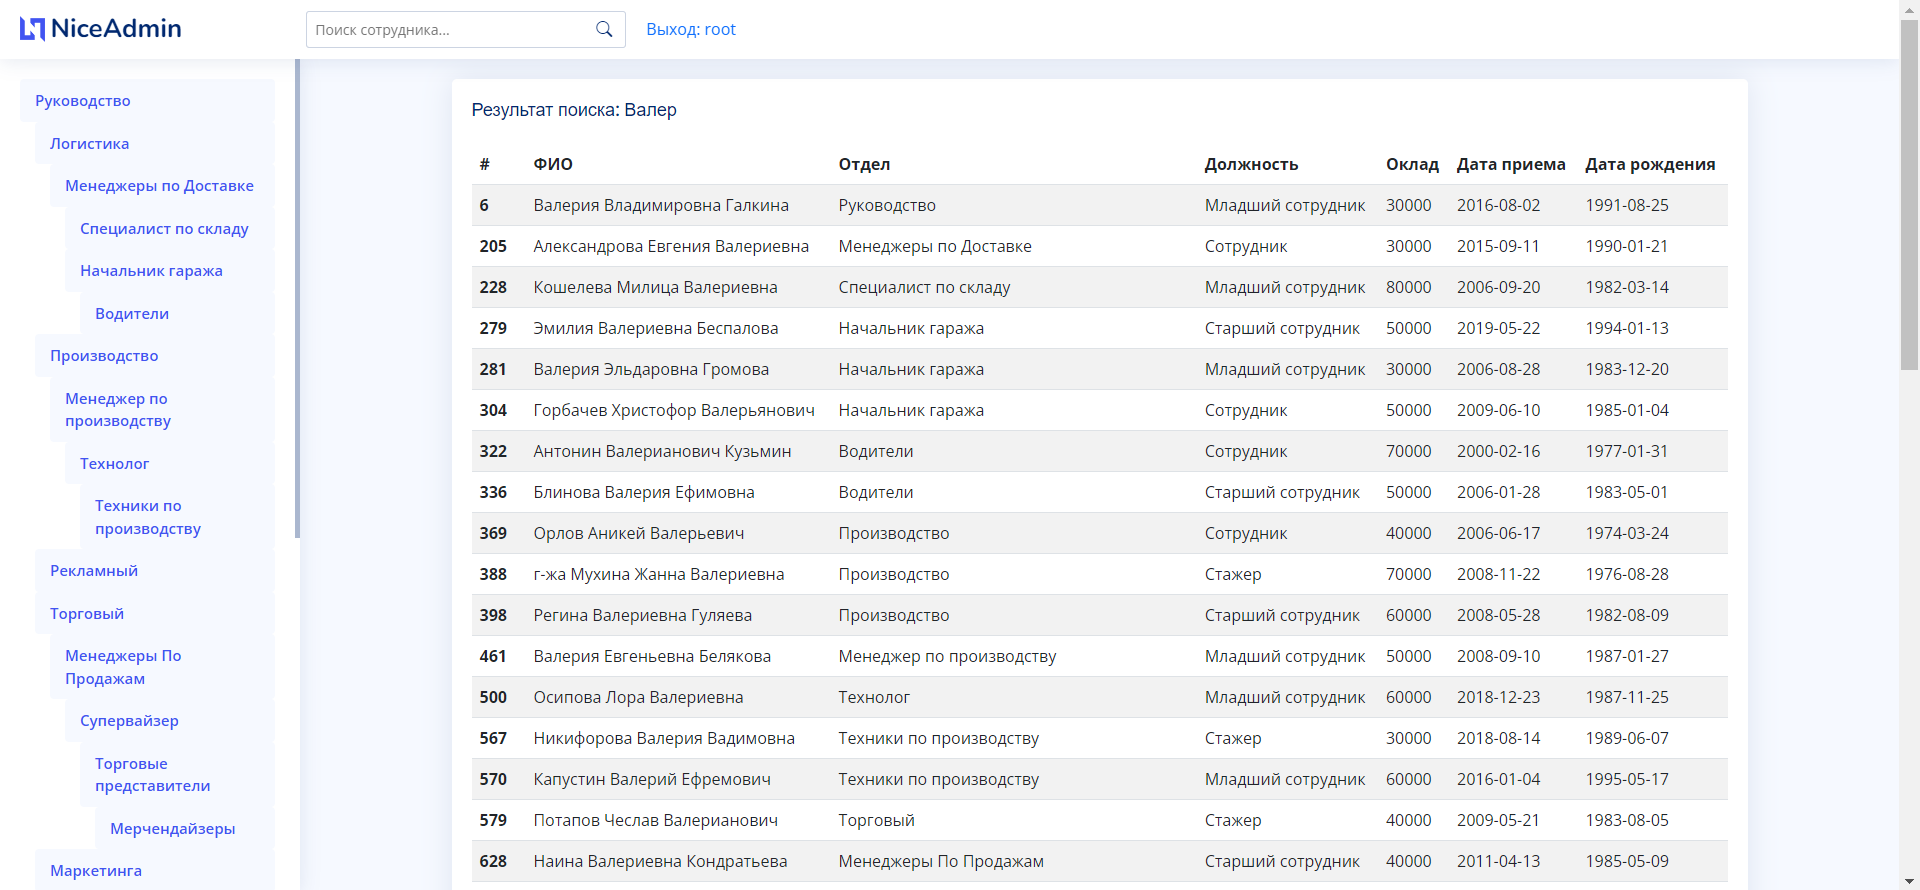 NiceAdmin
Поиск сотрудника...
Выход: root
Руководство
Логистика
Менеджеры по Доставке
Специалист по складу
Начальник гаража
Водители
Производство
Менеджер по
производству
Технолог
Техники по
производству
Рекламный
Торговый
Менеджеры По
Продажам
Супервайзер
Торговые
представители
Мерчендайзеры
Маркетинга
Результат поиска: Валер
# ФИО Отдел Должность Оклад Дата приема Дата рождения
6 Валерия Владимировна Галкина Руководство Младший сотрудник 30000 2016-08-02 1991-08-25
205 Александрова Евгения Валериевна Менеджеры по Доставке Сотрудник 30000 2015-09-11 1990-01-21
228 Кошелева Милица Валериевна Специалист по складу Младший сотрудник 80000 2006-09-20 1982-03-14
279 Эмилия Валериевна Беспалова Начальник гаража Старший сотрудник 50000 2019-05-22 1994-01-13
281 Валерия Эльдаровна Громова Начальник гаража Младший сотрудник 30000 2006-08-28 1983-12-20
304 Горбачев Христофор Валерьянович Начальник гаража Сотрудник 50000 2009-06-10 1985-01-04
322 Антонин Валерианович Кузьмин Водители Сотрудник 70000 2000-02-16 1977-01-31
336 Блинова Валерия Ефимовна Водители Старший сотрудник 50000 2006-01-28 1983-05-01
369 Орлов Аникей Валерьевич Производство Сотрудник 40000 2006-06-17 1974-03-24
388 г-жа Мухина Жанна Валериевна Производство Стажер 70000 2008-11-22 1976-08-28
398 Регина Валериевна Гуляева Производство Старший сотрудник 60000 2008-05-28 1982-08-09
461 Валерия Евгеньевна Белякова Менеджер по производству Младший сотрудник 50000 2008-09-10 1987-01-27
500 Осипова Лора Валериевна Технолог Младший сотрудник 60000 2018-12-23 1987-11-25
567 Никифорова Валерия Вадимовна Техники по производству Стажер 30000 2018-08-14 1989-06-07
570 Капустин Валерий Ефремович Техники по производству Младший сотрудник 60000 2016-01-04 1995-05-17
579 Потапов Чеслав Валерианович Торговый Стажер 40000 2009-05-21 1983-08-05
628 Наина Валериевна Кондратьева Менеджеры По Продажам Старший сотрудник 40000 2011-04-13 1985-05-09